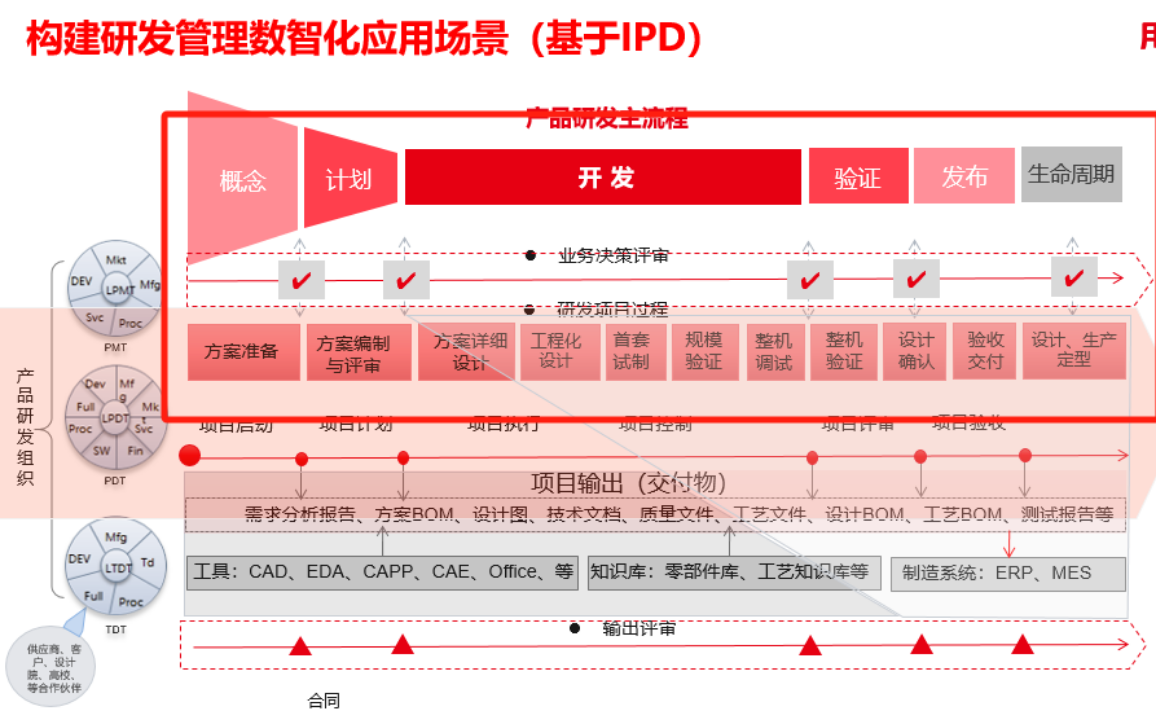 构建研发管理数智化应用场景（基于IPD）
用
产品研发主流程
概念
计划
开 发
验证
发布
生命周期
● 业务决策评审
● 研发项目过程
方案准备
方案编制
与评审
方案详细
设计
工程化
设计
首套
试制
规模
验证
整机
调试
整机
验证
设计
确认
验收
交付
设计、生产
定型
项目启动
项目计划
项目执行
项目控制
项目评审
项目验收
项目输出（交付物）
需求分析报告、方案BOM、设计图、技术文档、质量文件、工艺文件、设计BOM、工艺BOM、测试报告等
工具：CAD、EDA、CAPP、CAE、Office、等
知识库：零部件库、工艺知识库等
制造系统：ERP、MES
● 输出评审
合同
产品研发组织
Mkt
DEV
LPMT
Mfg
Svc
Proc
PMT
Dev
Mf
g
Full
LPDT
Mk
t
Proc
Svc
SW
Fin
PDT
Mfg
DEV
LTDT
Td
Full
Proc
TDT
供应商、客
户、设计
院、高校、
等合作伙伴